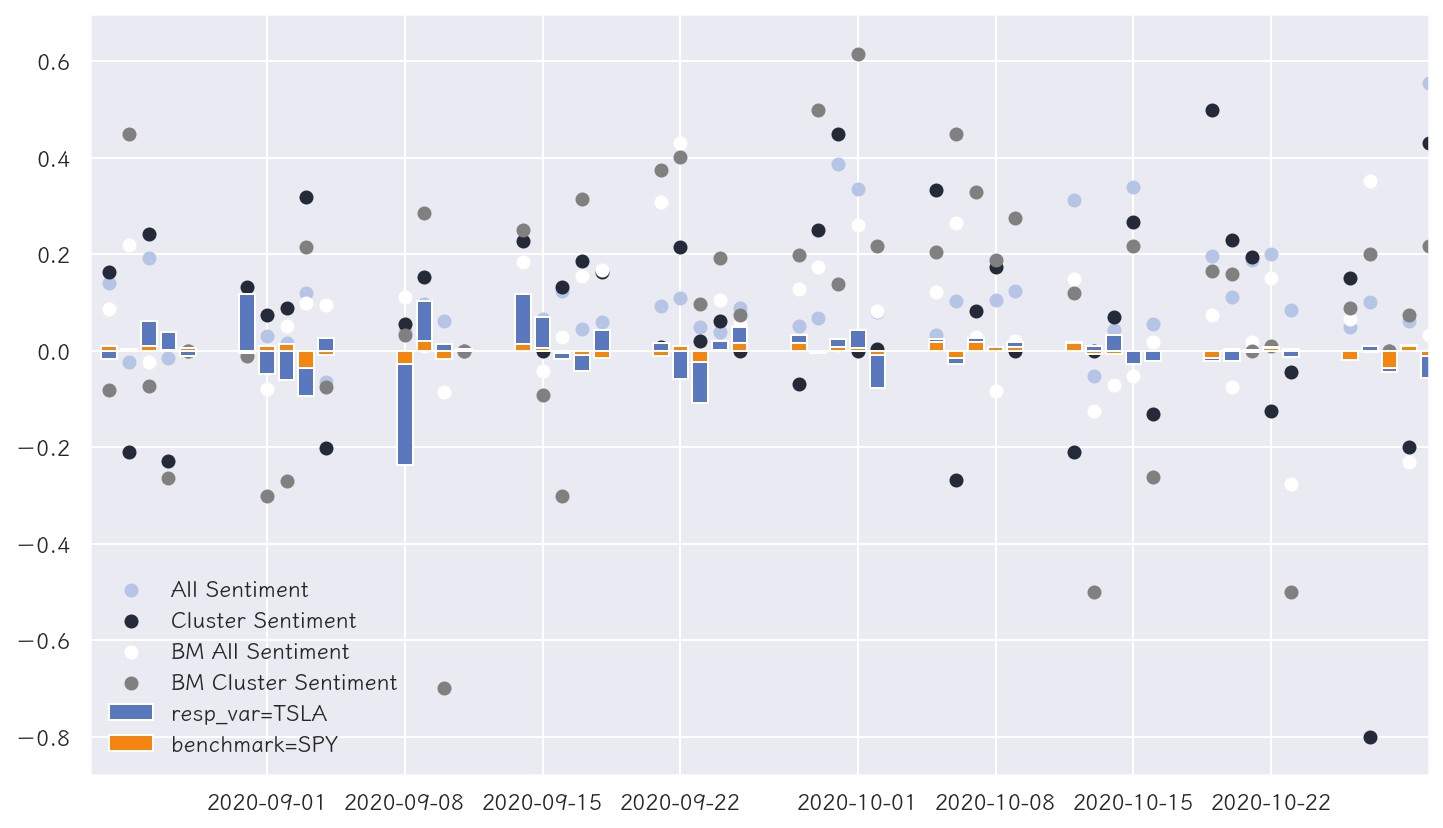 0.6
0.4
0.2
0.0
−0.2
−0.4
−0.6
−0.8
All Sentiment
Cluster Sentiment
BM All Sentiment
BM Cluster Sentiment
resp_var=TSLA
benchmark=SPY
2020-09-01 2020-09-08 2020-09-15 2020-09-22 2020-10-01 2020-10-08 2020-10-15 2020-10-22